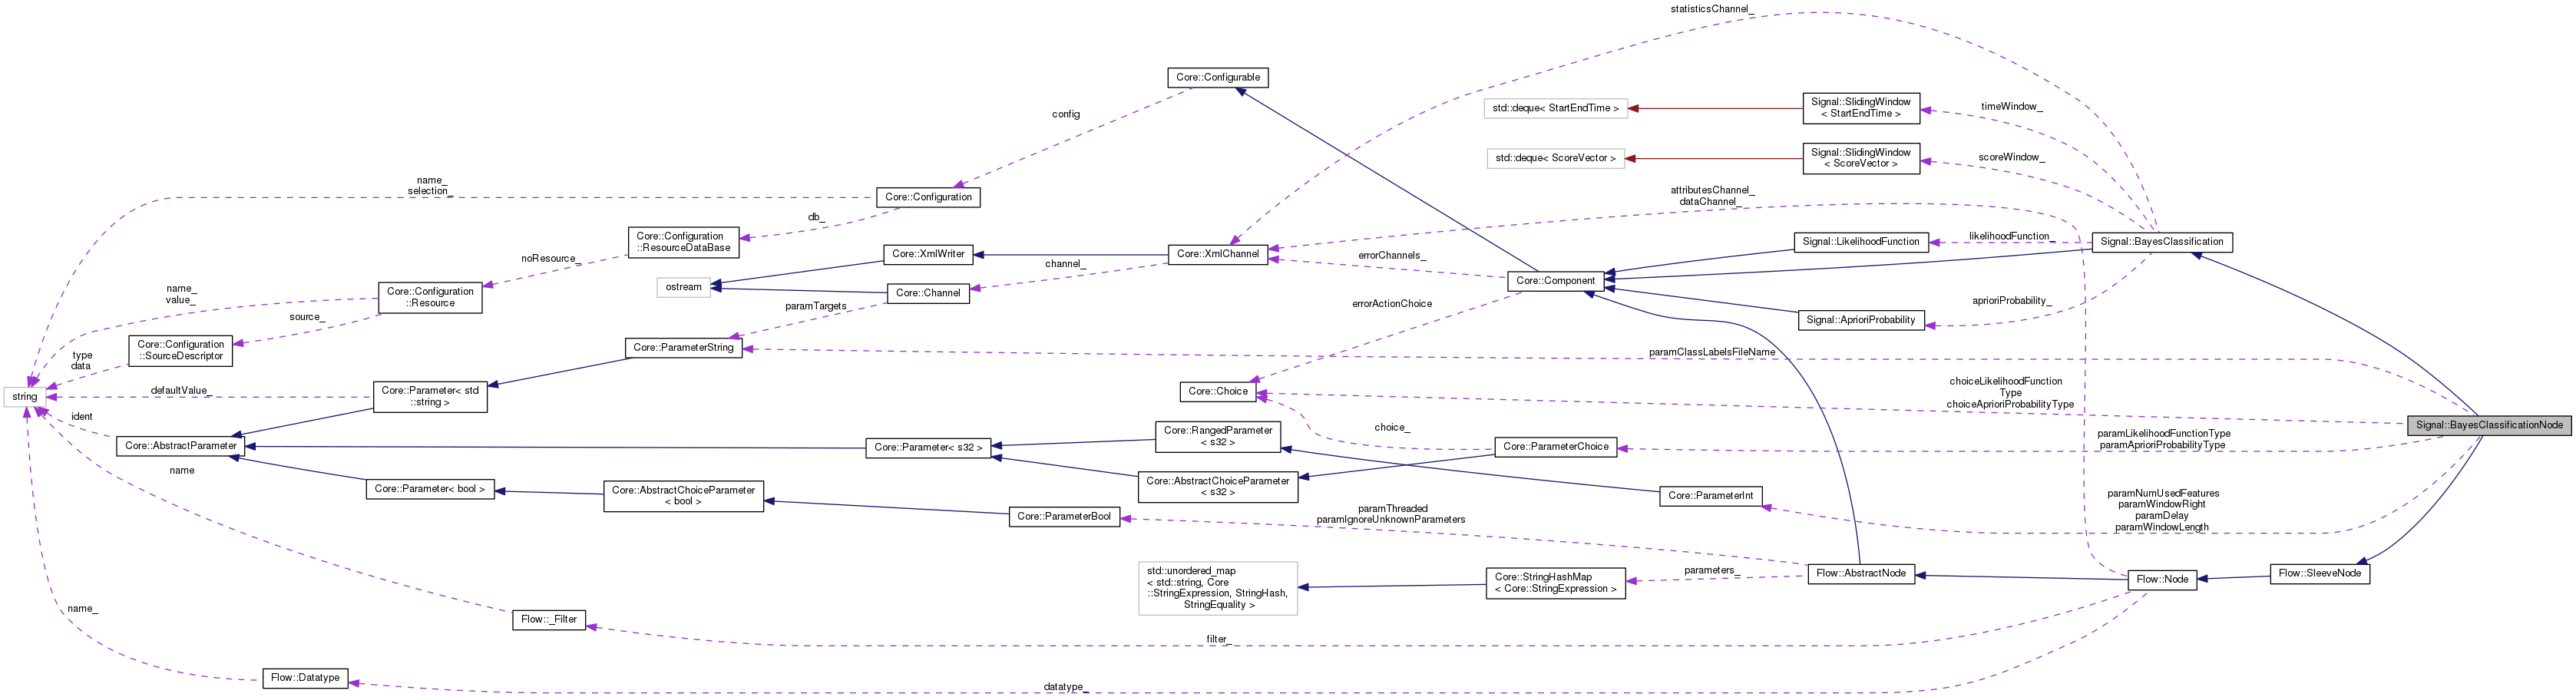 statisticsChannel_
Core::Configurable
std::deque< StartEndTime >
Signal::SlidingWindow
< StartEndTime >
timeWindow_
config
std::deque< ScoreVector >
Signal::SlidingWindow
< ScoreVector >
scoreWindow_
name_
selection_
Core::Configuration
attributesChannel_
dataChannel_
db_
Core::Configuration
::ResourceDataBase
Core::XmlWriter
Core::XmlChannel
errorChannels_
Signal::LikelihoodFunction
likelihoodFunction_
Signal::BayesClassification
noResource_
channel_
ostream
Core::Channel
Core::Component
name_
value_
Core::Configuration
::Resource
paramTargets
errorActionChoice
aprioriProbability_
source_
Signal::AprioriProbability
Core::Configuration
::SourceDescriptor
type
data
Core::ParameterString
paramClassLabelsFileName
string
defaultValue_
Core::Parameter< std
::string >
Core::Choice
choiceLikelihoodFunction
Type
choiceAprioriProbabilityType
ident
Signal::BayesClassificationNode
Core::AbstractParameter
Core::Parameter< s32 >
Core::RangedParameter
< s32 >
choice_
Core::ParameterChoice
paramLikelihoodFunctionType
paramAprioriProbabilityType
name
Core::Parameter< bool >
Core::AbstractChoiceParameter
< bool >
Core::AbstractChoiceParameter
< s32 >
Core::ParameterInt
paramNumUsedFeatures
paramWindowRight
paramDelay
paramWindowLength
Core::ParameterBool
paramThreaded
paramIgnoreUnknownParameters
std::unordered_map
< std::string, Core
::StringExpression, StringHash,
StringEquality >
Core::StringHashMap
< Core::StringExpression >
parameters_
Flow::AbstractNode
Flow::Node
Flow::SleeveNode
name_
Flow::_Filter
filter_
Flow::Datatype
datatype_